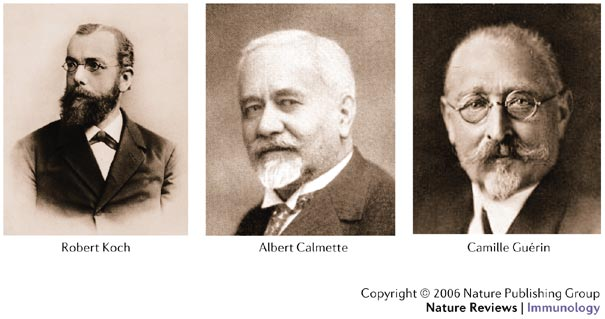 Robert Koch
Albert Calmette
Camille Guérin
Copyright © 2006 Nature Publishing Group
Nature Reviews | Immunology